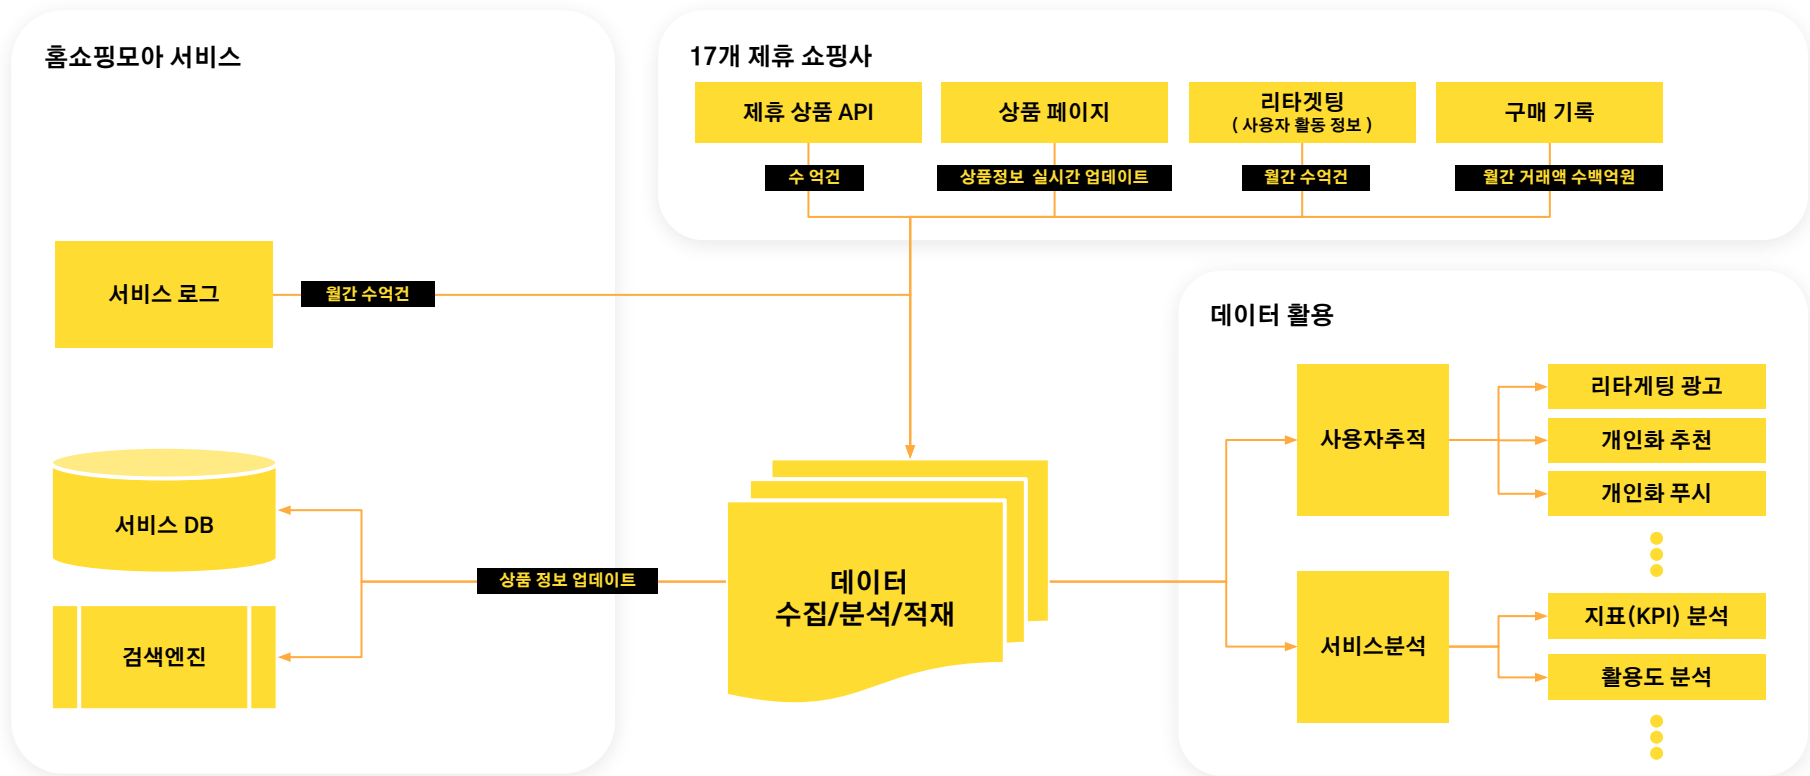 홈쇼핑모아 서비스
17개 제휴 쇼핑사
제휴 상품 API
상품 페이지
리타겟팅
( 사용자 활동 정보 )
구매 기록
수 억건
상품정보 실시간 업데이트
월간 수억건
월간 거래액 수백억원
서비스 로그
월간 수억건
데이터 활용
사용자추적
리타게팅 광고
개인화 추천
개인화 푸시
서비스 DB
상품 정보 업데이트
데이터
수집/분석/적재
검색엔진
서비스분석
지표(KPI) 분석
활용도 분석